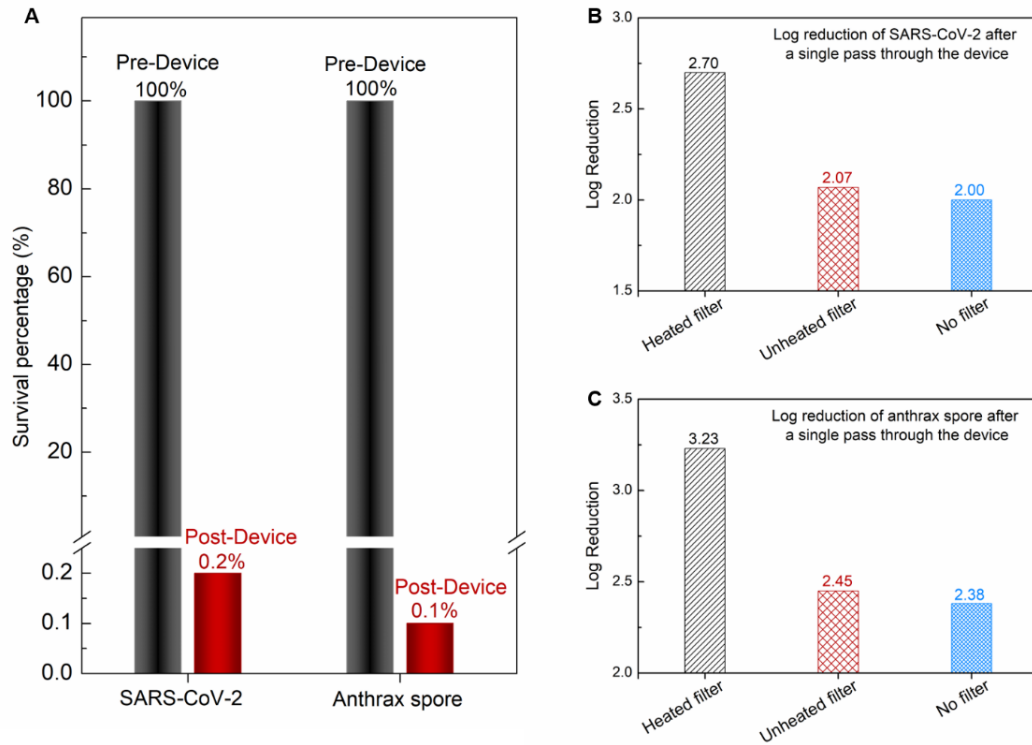 A
Pre-Device
100%
Pre-Device
100%
Survival percentage (%)
100
80
60
40
20
0.2
0.1
0.0
Post-Device
0.2%
Post-Device
0.1%
SARS-CoV-2
Anthrax spore
B
Log reduction of SARS-CoV-2 after
a single pass through the device
Log Reduction
3.0
2.5
2.0
1.5
2.70
2.07
2.00
Heated filter
Unheated filter
No filter
C
Log reduction of anthrax spore after
a single pass through the device
Log Reduction
3.5
3.0
2.5
2.0
3.23
2.45
2.38
Heated filter
Unheated filter
No filter